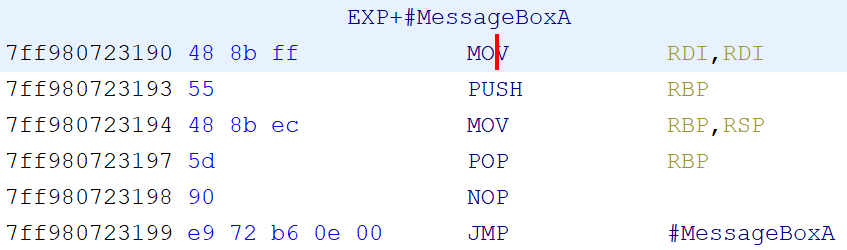 EXP+#MessageBoxA
7ff980723190 48 8b ff MOV RDI,RDI
7ff980723193 55 PUSH RBP
7ff980723194 48 8b ec MOV RBP,RSP
7ff980723197 5d POP RBP
7ff980723198 90 NOP
7ff980723199 e9 72 b6 0e 00 JMP #MessageBoxA